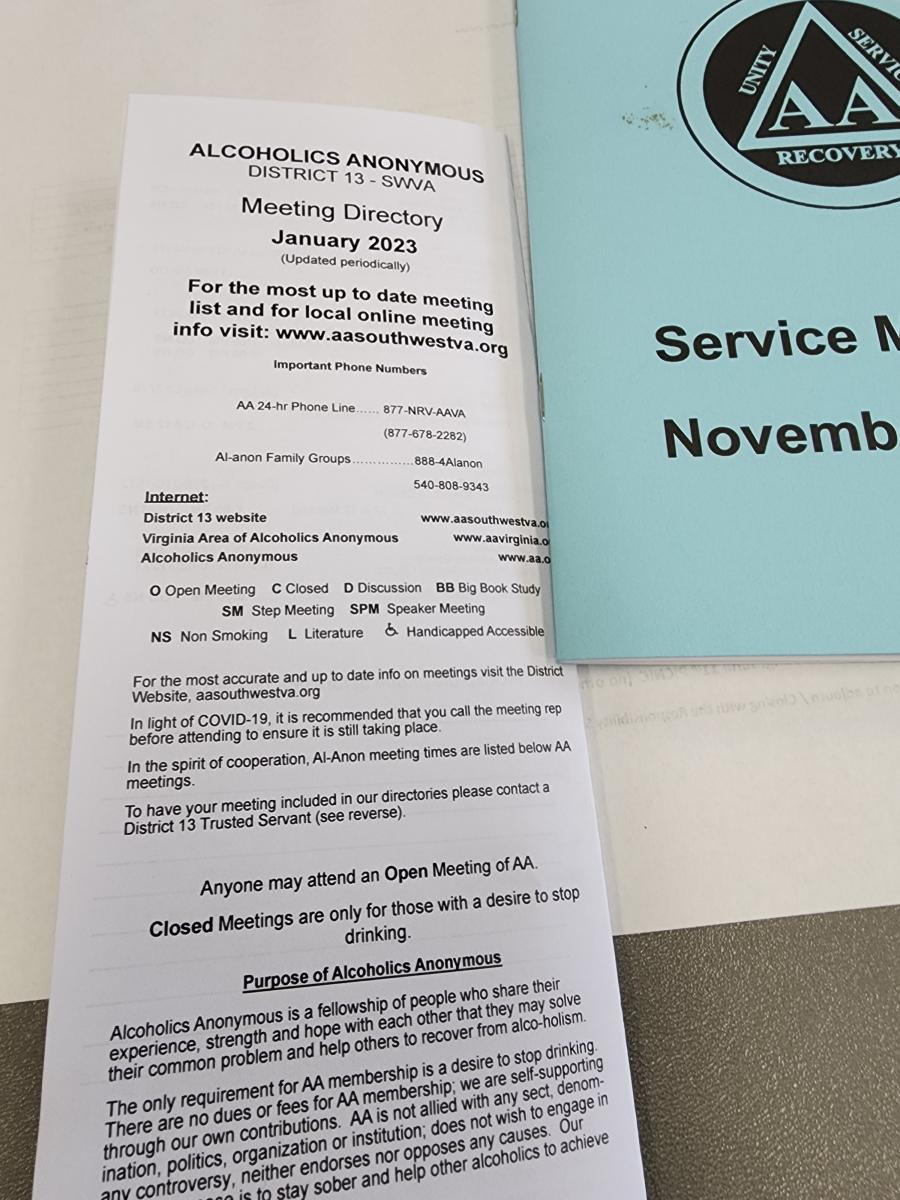 ALCOHOLICS ANONYMOUS
DISTRICT 13 - SWVA
Meeting Directory
January 2023
(Updated periodically)
For the most up to date meeting
list and for local online meeting
info visit: www.aasouthwestva.org
Important Phone Numbers
AA 24-hr Phone Line...... 877-NRV-AAVA
(877-678-2282)
Al-anon Family Groups...............888-4Alanon
540-808-9343
Internet:
District 13 website www.aasouthwestva.o
Virginia Area of Alcoholics Anonymous www.aavirginia.o
Alcoholics Anonymous www.aa.o
O Open Meeting C Closed D Discussion BB Big Book Study
SM Step Meeting SPM Speaker Meeting
NS Non Smoking L Literature ♿ Handicapped Accessible
For the most accurate and up to date info on meetings visit the District
Website, aasouthwestva.org
In light of COVID-19, it is recommended that you call the meeting rep
before attending to ensure it is still taking place.
In the spirit of cooperation, Al-Anon meeting times are listed below AA
meetings.
To have your meeting included in our directories please contact a
District 13 Trusted Servant (see reverse).
Anyone may attend an Open Meeting of AA.
Closed Meetings are only for those with a desire to stop
drinking.
Purpose of Alcoholics Anonymous
Alcoholics Anonymous is a fellowship of people who share their
experience, strength and hope with each other that they may solve
their common problem and help others to recover from alco-holism.
The only requirement for AA membership is a desire to stop drinking.
There are no dues or fees for AA membership; we are self-supporting
through our own contributions. AA is not allied with any sect, denom-
ination, politics, organization or institution; does not wish to engage in
any controversy, neither endorses nor opposes any causes. Our
is to stay sober and help other alcoholics to achieve
UNITY
SERVIC
AA
RECOVERY
Service M
Novemb